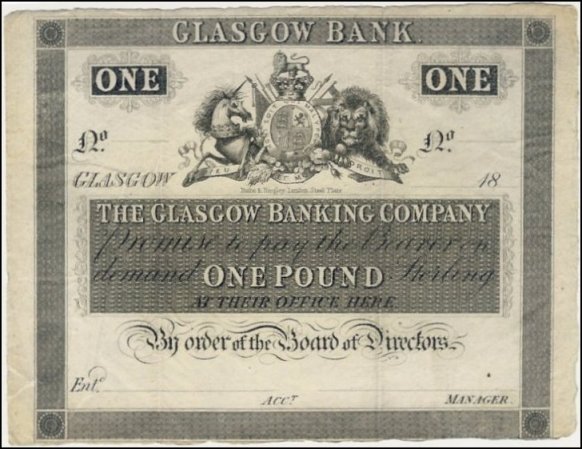 GLASGOW BANK.
ONE ONE
No No
GLASGOW 18
THE GLASGOW BANKING COMPANY
Promise to pay the Bearer on
demand ONE POUND Sterling
AT THEIR OFFICE HERE.
By order of the Board of Directors.
Entd.
ACCT. MANAGER.